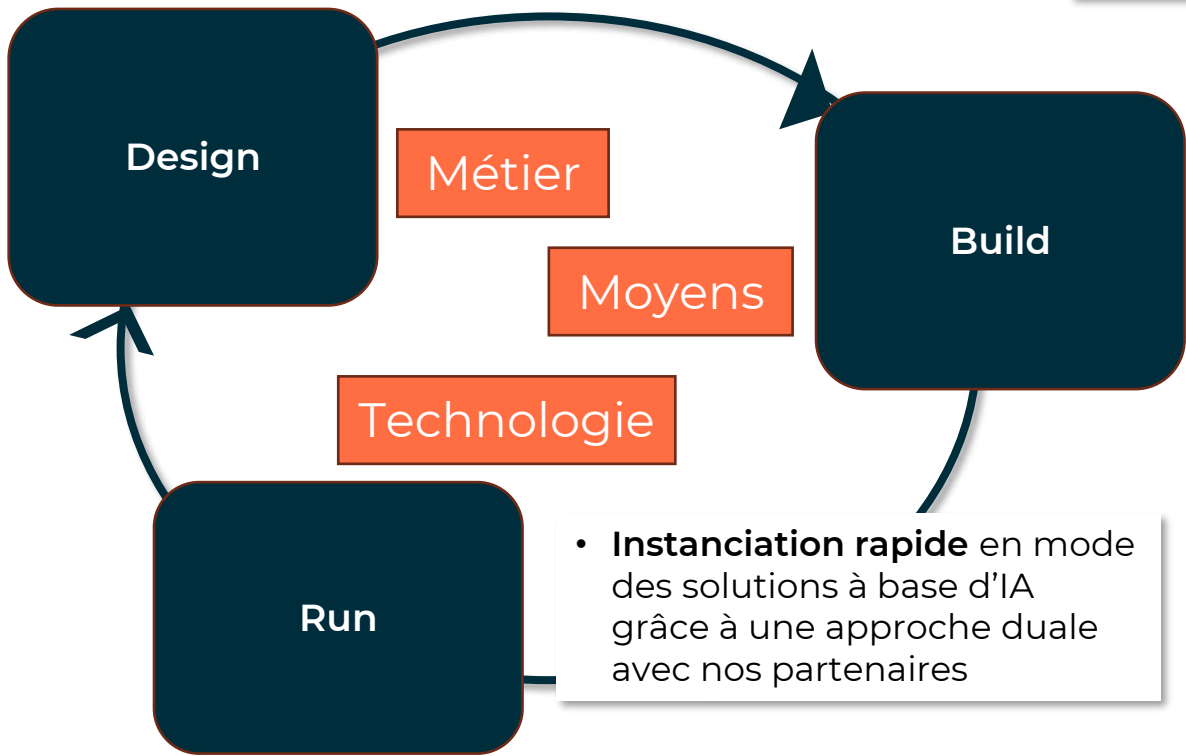 Design
Métier
Build
Moyens
Technologie
• Instanciation rapide en mode
des solutions à base d’IA
grâce à une approche duale
avec nos partenaires
Run